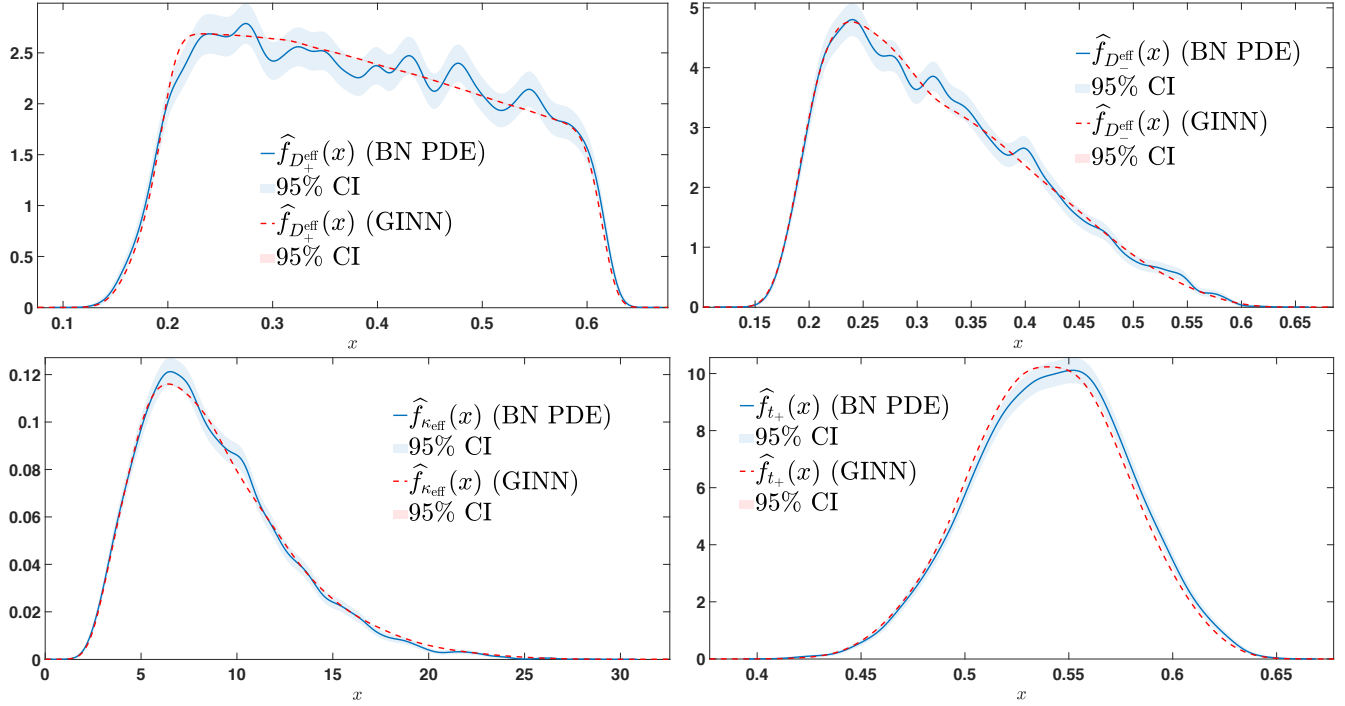 2.5
2
1.5
1
0.5
0
0.1 0.2 0.3 0.4 0.5 0.6
x
f̂_{D_+^{eff}}(x) (BN PDE)
95% CI
f̂_{D_+^{eff}}(x) (GINN)
95% CI
5
4
3
2
1
0
0.15 0.2 0.25 0.3 0.35 0.4 0.45 0.5 0.55 0.6 0.65
x
f̂_{D_-^{eff}}(x) (BN PDE)
95% CI
f̂_{D_-^{eff}}(x) (GINN)
95% CI
0.12
0.1
0.08
0.06
0.04
0.02
0
0 5 10 15 20 25 30
x
f̂_{κ_{eff}}(x) (BN PDE)
95% CI
f̂_{κ_{eff}}(x) (GINN)
95% CI
10
8
6
4
2
0
0.4 0.45 0.5 0.55 0.6 0.65
x
f̂_{t_+}(x) (BN PDE)
95% CI
f̂_{t_+}(x) (GINN)
95% CI